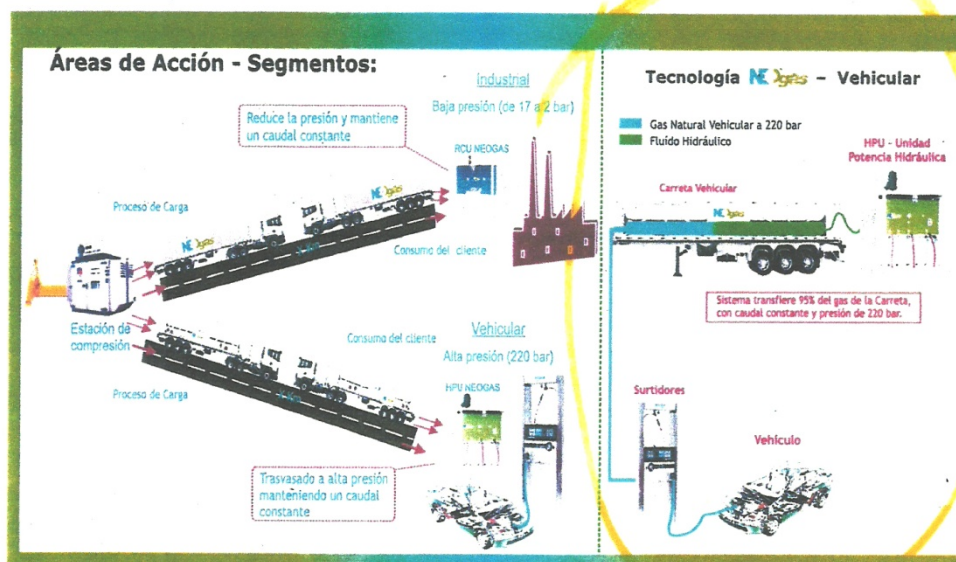 Áreas de Acción - Segmentos:
Industrial
Baja presión (de 17 a 2 bar)
Reduce la presión y mantiene
un caudal constante
RCU NEOGAS
Proceso de Carga
NEOgas
NEOgas
Consumo del cliente
Estación de
compresión
Vehicular
Alta presión (220 bar)
Consumo del cliente
HPU NEOGAS
Proceso de Carga
Trasvasado a alta presión
manteniendo un caudal
constante
Tecnología NEOgas – Vehicular
Gas Natural Vehicular a 220 bar
Fluido Hidráulico
HPU - Unidad
Potencia Hidráulica
Carreta Vehicular
NEOgas
Sistema transfiere 95% del gas de la Carreta,
con caudal constante y presión de 220 bar.
Surtidores
Vehículo